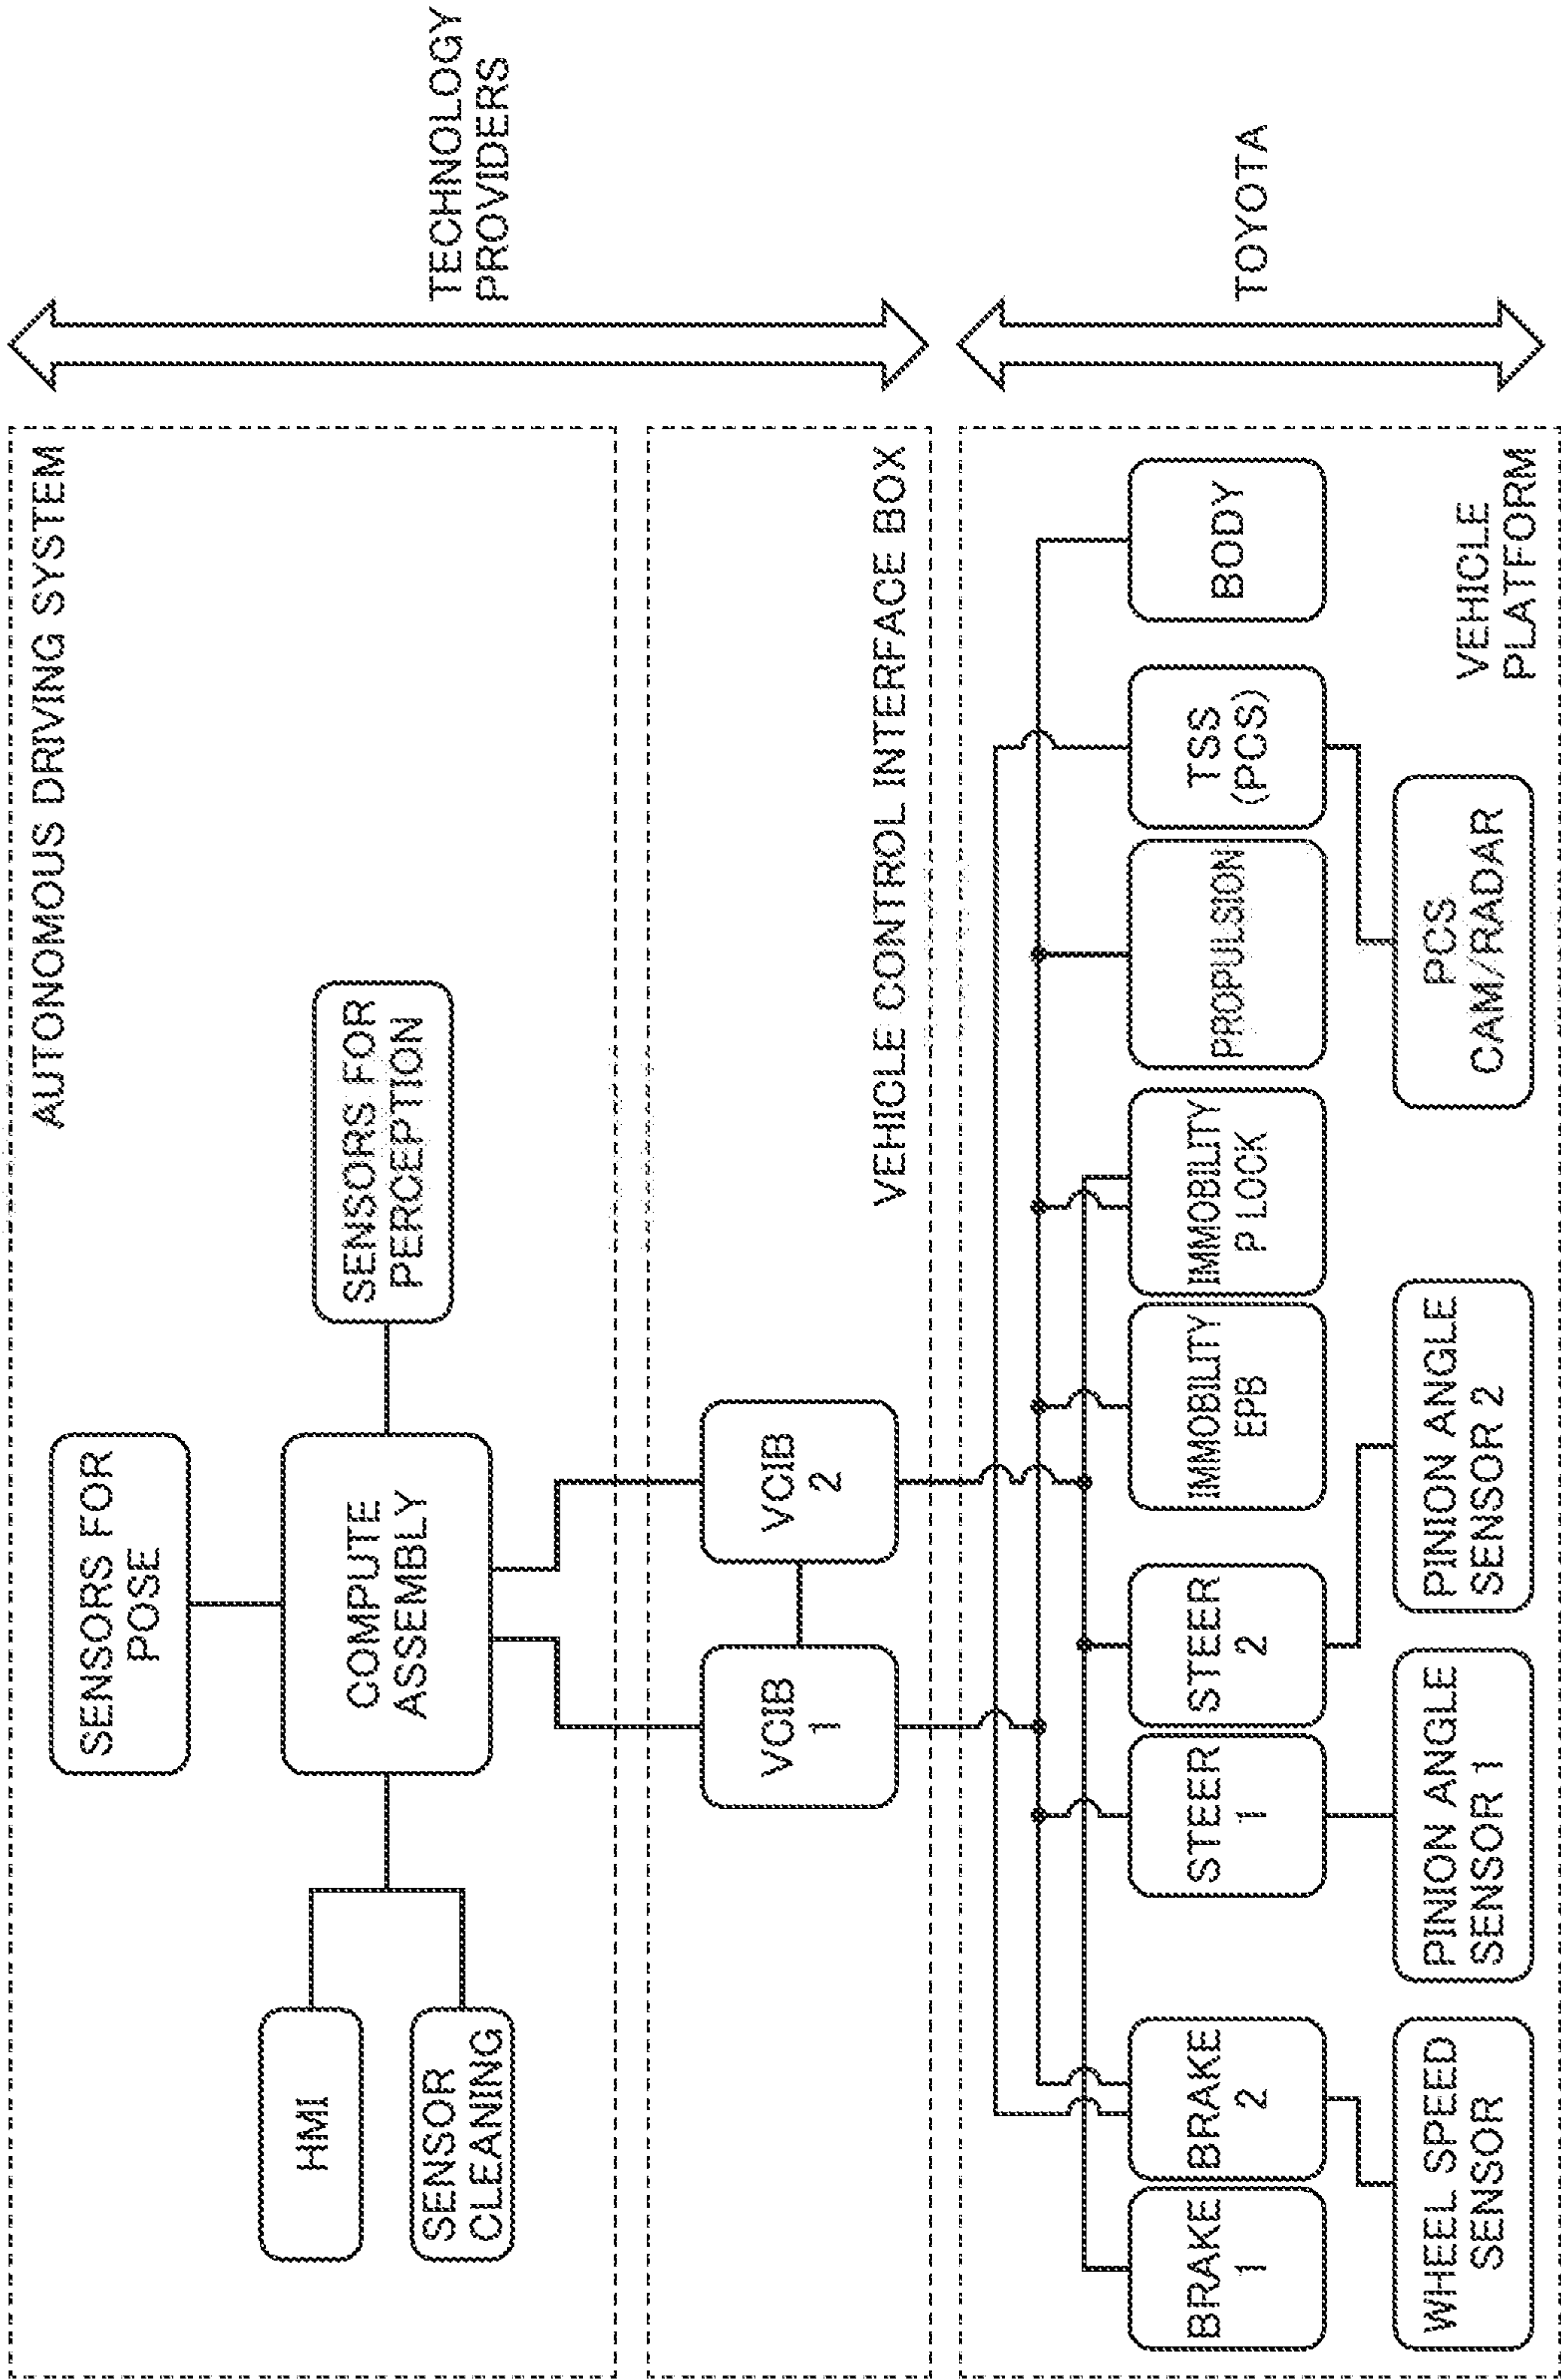 AUTONOMOUS DRIVING SYSTEM
SENSORS FOR
POSE
HMI
SENSOR
CLEANING
COMPUTE
ASSEMBLY
SENSORS FOR
PERCEPTION
TECHNOLOGY
PROVIDERS
VCIB
1
VCIB
2
VEHICLE CONTROL INTERFACE BOX
BRAKE
1
BRAKE
2
STEER
1
STEER
2
IMMOBILITY
EPB
IMMOBILITY
P LOCK
PROPULSION
TSS
(PCS)
BODY
TOYOTA
WHEEL SPEED
SENSOR
PINION ANGLE
SENSOR 1
PINION ANGLE
SENSOR 2
PCS
CAM/RADAR
VEHICLE
PLATFORM